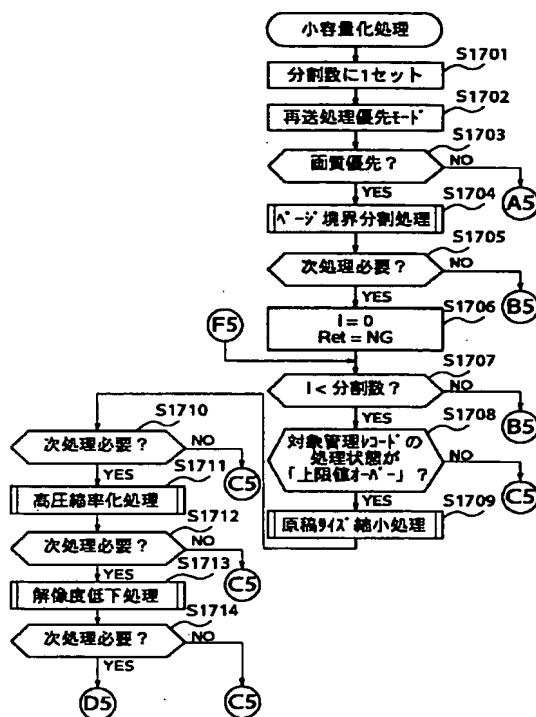 小容量化処理
S1701
分割数に1セット
S1702
再送処理優先モード
S1703
画質優先?
NO
A5
YES
S1704
ページ境界分割処理
S1705
次処理必要?
NO
B5
YES
F5
S1706
I = 0
Ret = NG
S1707
I < 分割数?
NO
B5
YES
S1708
対象管理レコードの
処理状態が
「上限値オーバー」?
NO
C5
YES
S1709
原稿サイズ縮小処理
S1710
次処理必要?
NO
C5
YES
S1711
高圧縮率化処理
S1712
次処理必要?
NO
C5
YES
S1713
解像度低下処理
S1714
次処理必要?
NO
C5
YES
D5